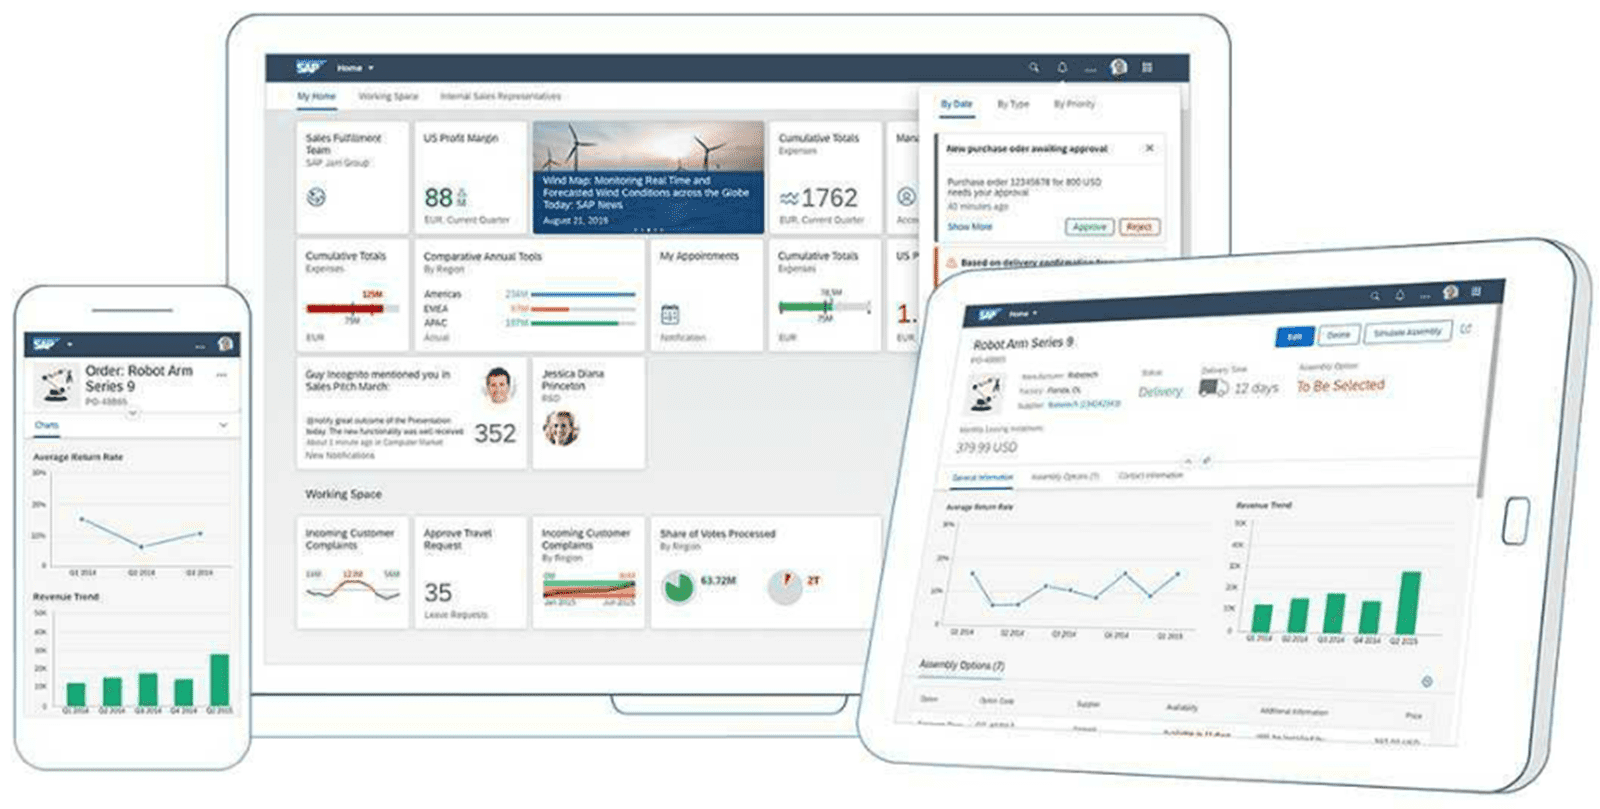 SAP Home
My Home Working Space Internal Sales Representatives
Sales Fulfillment
Team
SAP Jam Group
US Profit Margin
88
M
EUR, Current Quarter
Wind Map: Monitoring Real Time and
Forecasted Wind Conditions across the Globe
Today: SAP News
August 21, 2016
Cumulative Totals
Expenses
1762
EUR, Current Quarter
Mana
Acco
By Date By Type By Priority
New purchase oder awaiting approval
Purchase order 12345678 for 800 USD
needs your approval
40 minutes ago
Show More Approve Reject
Based on delivery confirmation from
Cumulative Totals
Expenses
125M
75M
EUR
Comparative Annual Tools
By Region
Americas 234M
EMEA 97M
APAC 197M
Annual
My Appointments
Notification
Cumulative Totals
Expenses
78,5M
75M
EUR
US P
1.
EUR,
Guy Incognito mentioned you in
Sales Pitch March:
@notify great outcome of the Presentation
today. The new functionality was well received
About 1 minute ago in Computer Market
New Notifications
352
Jessica Diana
Princeton
R&D
Working Space
Incoming Customer
Complaints
123M
Approve Travel
Request
35
Leave Requests
Incoming Customer
Complaints
By Region
0M 80M
Jan 2015 Jun 2015
Share of Votes Processed
By Region
63.72M
2T
SAP
Order: Robot Arm
Series 9
PO-48865
Charts
Average Return Rate
30%
20%
10%
0
Q1 2014 Q2 2014 Q3 2014
Revenue Trend
50K
40K
30K
20K
10K
0
Q1 2014 Q2 2014 Q3 2014 Q4 2014 Q2 2015
SAP Home
Robot Arm Series 9
PO-48865
Edit Delete Simulate Assembly
Manufacturer: Robotech
Factory: Florida, OL
Supplier: Robotech (234242343)
Status
Delivery
Delivery Time
12 days
Assembly Option
To Be Selected
Monthly Leasing Instalment
379.99 USD
General Information Assembly Options (7) Contact Information
Average Return Rate
30%
20%
10%
0
Q1 2014 Q2 2014 Q3 2014 Q4 2014 Q2 2015
Revenue Trend
50K
40K
30K
20K
10K
0
Q1 2014 Q2 2014 Q3 2014 Q4 2014 Q2 2015
Assembly Options (7)
Option Option Code Supplier Availability Additional Information Price